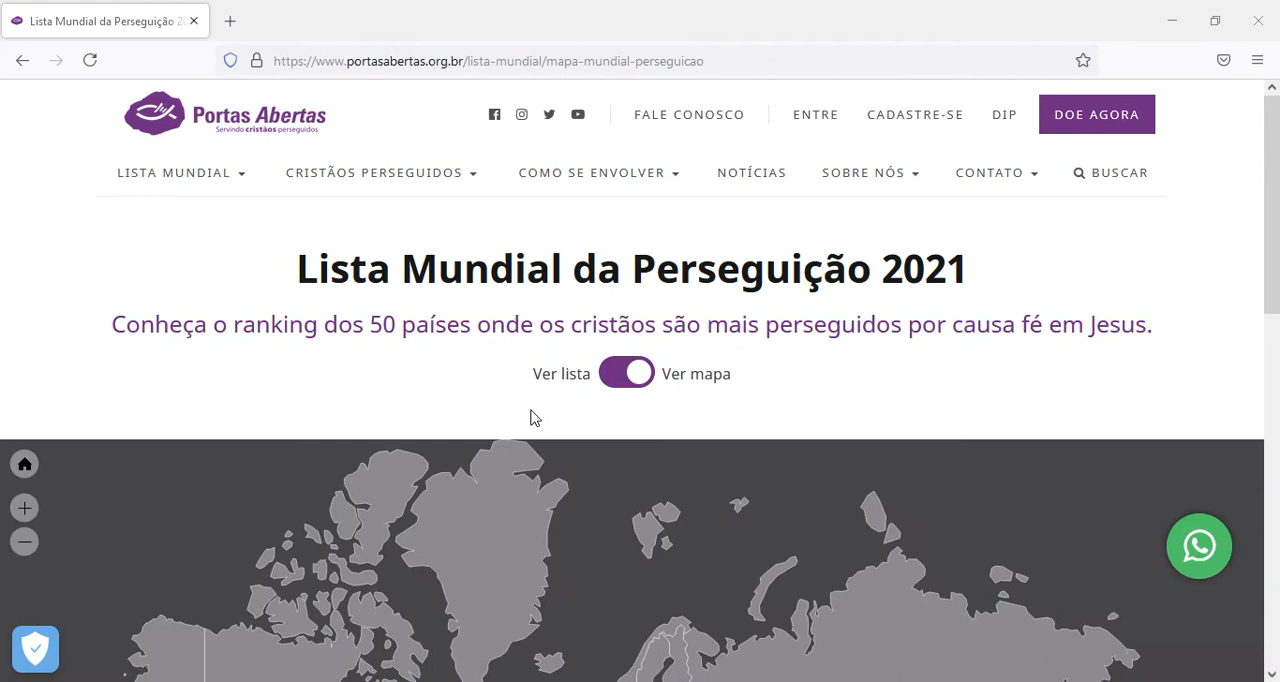 Lista Mundial da Perseguição 20
https://www.portasabertas.org.br/lista-mundial/mapa-mundial-perseguicao
Portas Abertas
Servindo cristãos perseguidos
FALE CONOSCO
ENTRE
CADASTRE-SE
DIP
DOE AGORA
LISTA MUNDIAL
CRISTÃOS PERSEGUIDOS
COMO SE ENVOLVER
NOTÍCIAS
SOBRE NÓS
CONTATO
BUSCAR
Lista Mundial da Perseguição 2021
Conheça o ranking dos 50 países onde os cristãos são mais perseguidos por causa fé em Jesus.
Ver lista
Ver mapa